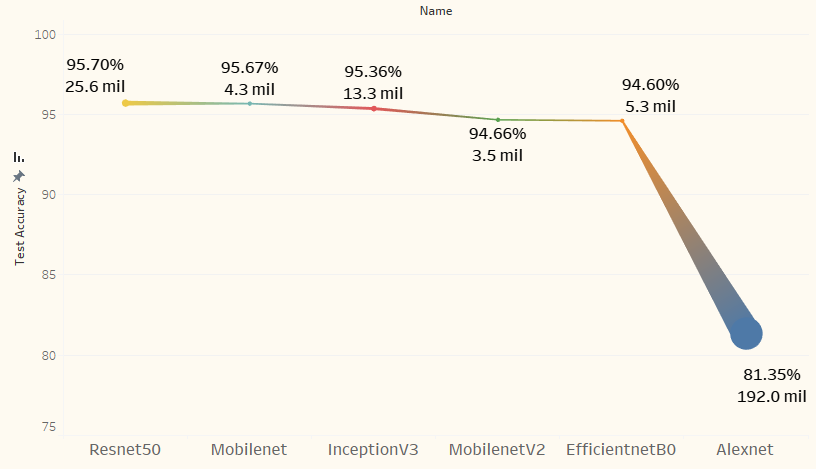 Name
100
95
90
85
80
75
Test Accuracy
95.70%
25.6 mil
95.67%
4.3 mil
95.36%
13.3 mil
94.66%
3.5 mil
94.60%
5.3 mil
81.35%
192.0 mil
Resnet50
Mobilenet
InceptionV3
MobilenetV2
EfficientnetB0
Alexnet